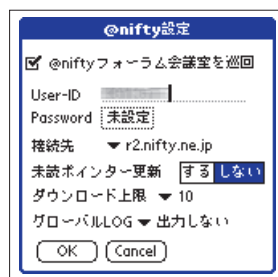 @nifty設定
@niftyフォーラム会議室を巡回
User-ID
Password 未設定
接続先 r2.nifty.ne.jp
未読ポインター更新 する しない
ダウンロード上限 10
グローバルLOG 出力しない
OK Cancel